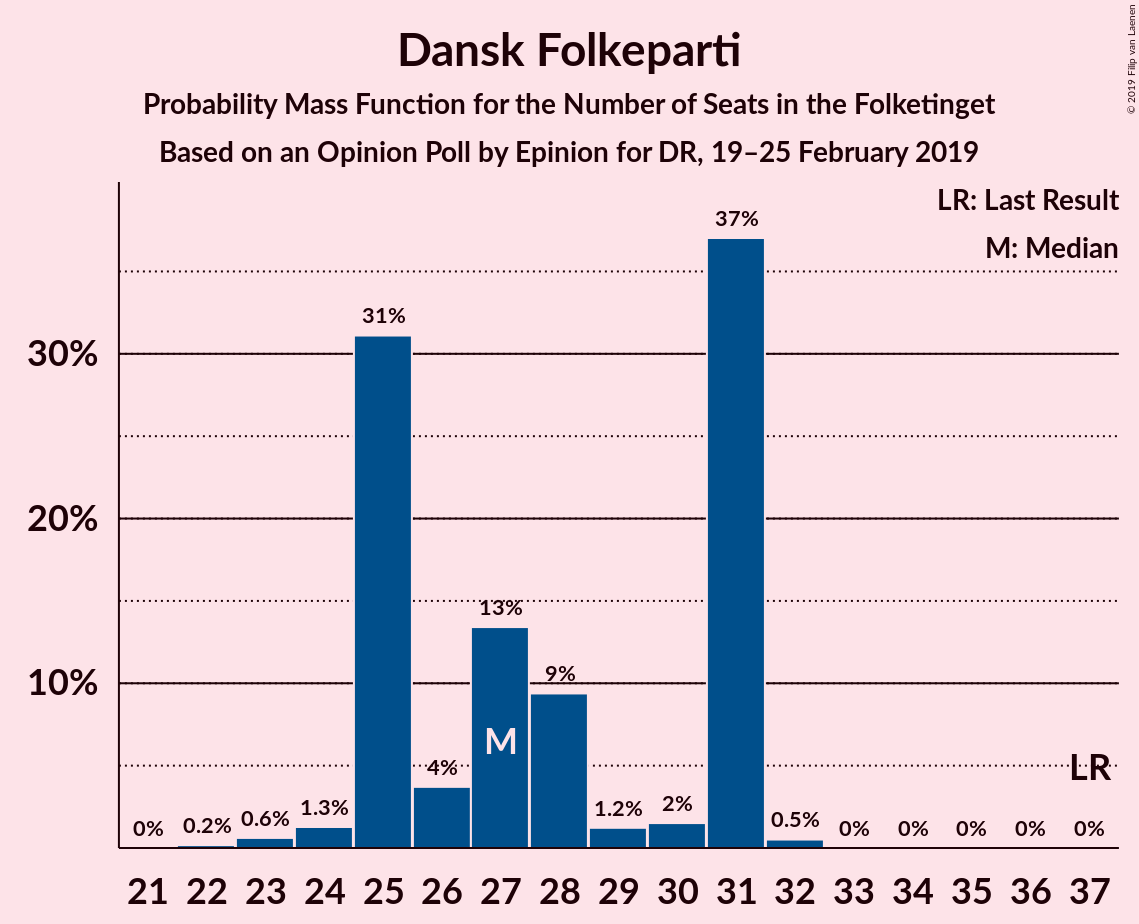 Dansk Folkeparti
Probability Mass Function for the Number of Seats in the Folketinget
Based on an Opinion Poll by Epinion for DR, 19–25 February 2019
© 2019 Filip van Laenen
LR: Last Result
M: Median
30%
20%
10%
0%
0.2%
0.6%
1.3%
31%
4%
13%
9%
1.2%
2%
37%
0.5%
0%
0%
0%
0%
0%
M
LR
21 22 23 24 25 26 27 28 29 30 31 32 33 34 35 36 37